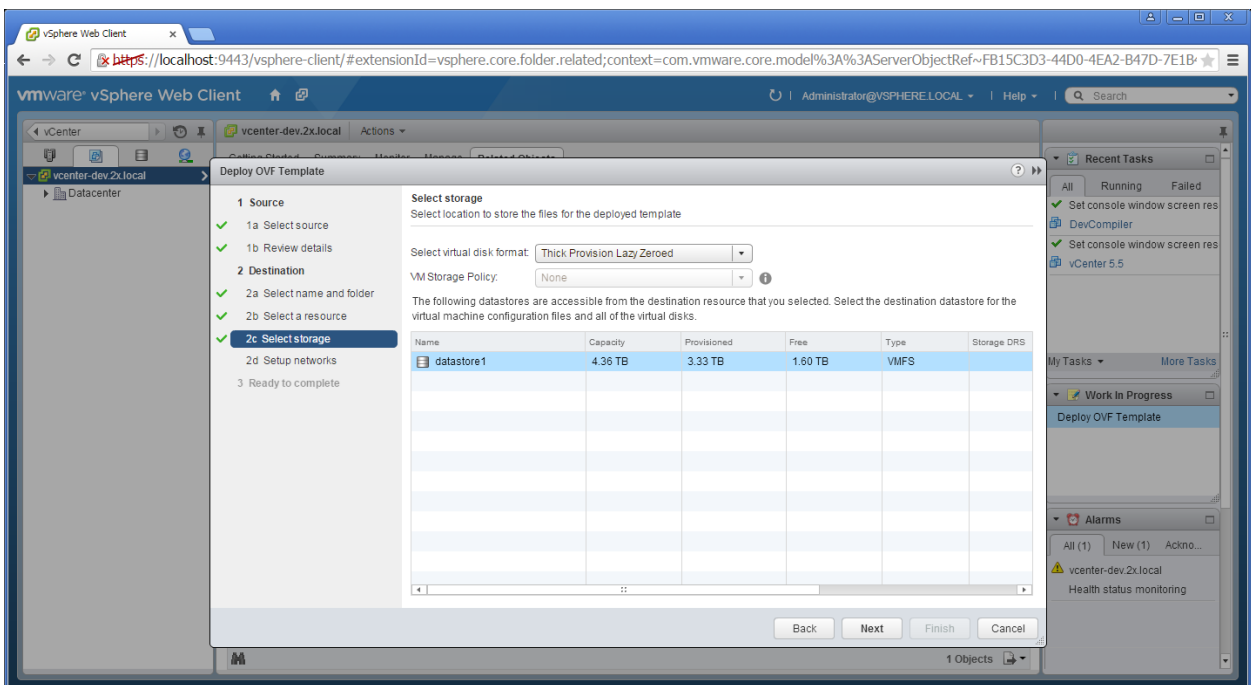 vSphere Web Client
https://localhost:9443/vsphere-client/#extensionId=vsphere.core.folder.related;context=com.vmware.core.model%3A%3AServerObjectRef~FB15C3D3-44D0-4EA2-B47D-7E1B
vmware® vSphere Web Client
Administrator@VSPHERE.LOCAL
Help
Search
vCenter
vcenter-dev.2x.local
Datacenter
vcenter-dev.2x.local Actions
Getting Started Summary Monitor Manage Related Objects
Deploy OVF Template
1 Source
1a Select source
1b Review details
2 Destination
2a Select name and folder
2b Select a resource
2c Select storage
2d Setup networks
3 Ready to complete
Select storage
Select location to store the files for the deployed template
Select virtual disk format: Thick Provision Lazy Zeroed
VM Storage Policy: None
The following datastores are accessible from the destination resource that you selected. Select the destination datastore for the
virtual machine configuration files and all of the virtual disks.
Name Capacity Provisioned Free Type Storage DRS
datastore1 4.36 TB 3.33 TB 1.60 TB VMFS
Back Next Finish Cancel
1 Objects
Recent Tasks
All Running Failed
Set console window screen res
DevCompiler
Set console window screen res
vCenter 5.5
My Tasks More Tasks
Work In Progress
Deploy OVF Template
Alarms
All (1) New (1) Ackno...
vcenter-dev.2x.local
Health status monitoring